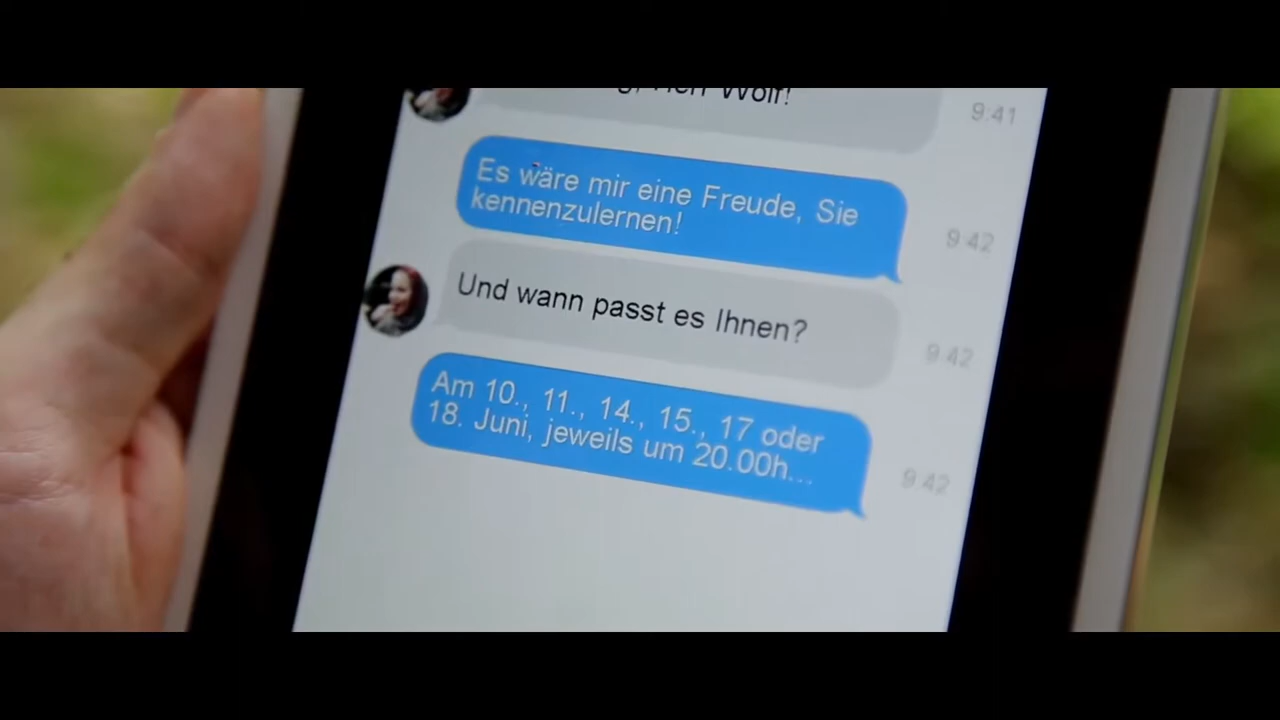 Wolf!
9:41
Es wäre mir eine Freude, Sie
kennenzulernen!
9:42
Und wann passt es Ihnen?
9:42
Am 10., 11., 14., 15., 17 oder
18. Juni, jeweils um 20.00h...
9:42